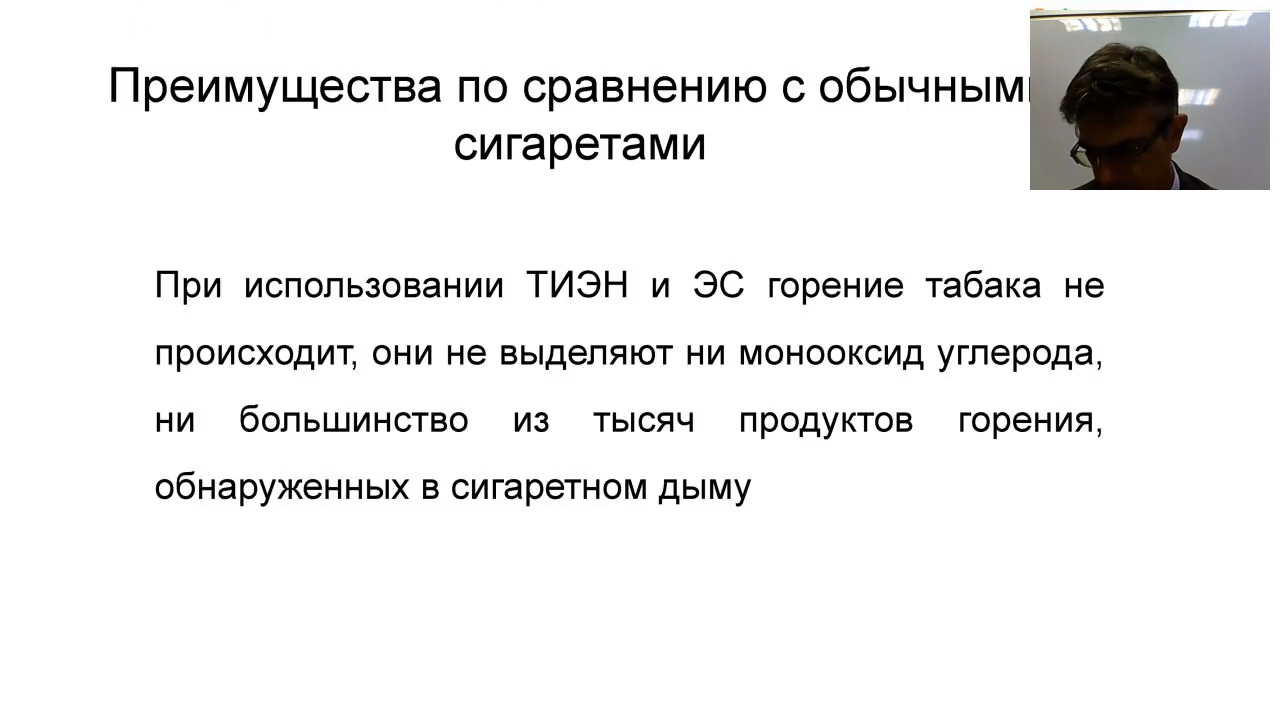 Преимущества по сравнению с обычными
сигаретами
При использовании ТИЭН и ЭС горение табака не
происходит, они не выделяют ни монооксид углерода,
ни большинство из тысяч продуктов горения,
обнаруженных в сигаретном дыму